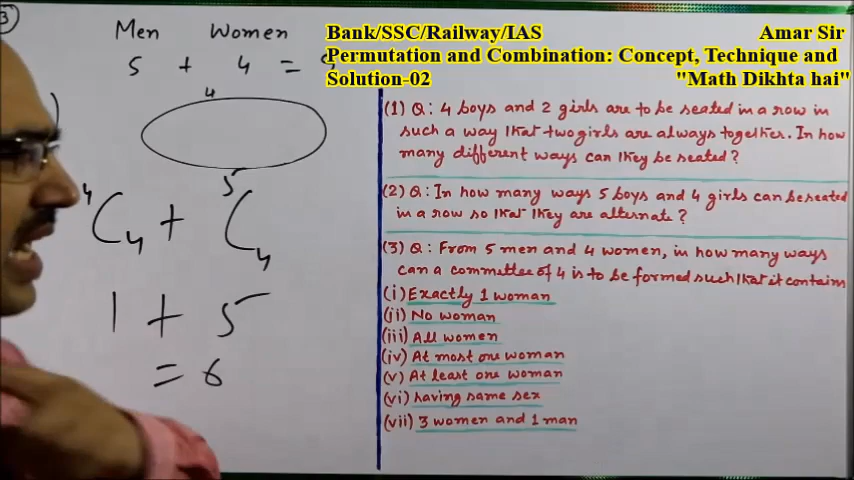 3
Men Women
5 + 4 =
4
5
4C4 + 5C4
1 + 5
= 6
Bank/SSC/Railway/IAS Amar Sir
Permutation and Combination: Concept, Technique and
Solution-02 "Math Dikhta hai"
(1) Q: 4 boys and 2 girls are to be seated in a row in
such a way that two girls are always together. In how
many different ways can they be seated?
(2) Q: In how many ways 5 boys and 4 girls can be seated
in a row so that they are alternate?
(3) Q: From 5 men and 4 women, in how many ways
can a committee of 4 is to be formed such that it contains
(i) Exactly 1 woman
(ii) No woman
(iii) All women
(iv) At most one woman
(v) At least one woman
(vi) having same sex
(vii) 3 women and 1 man